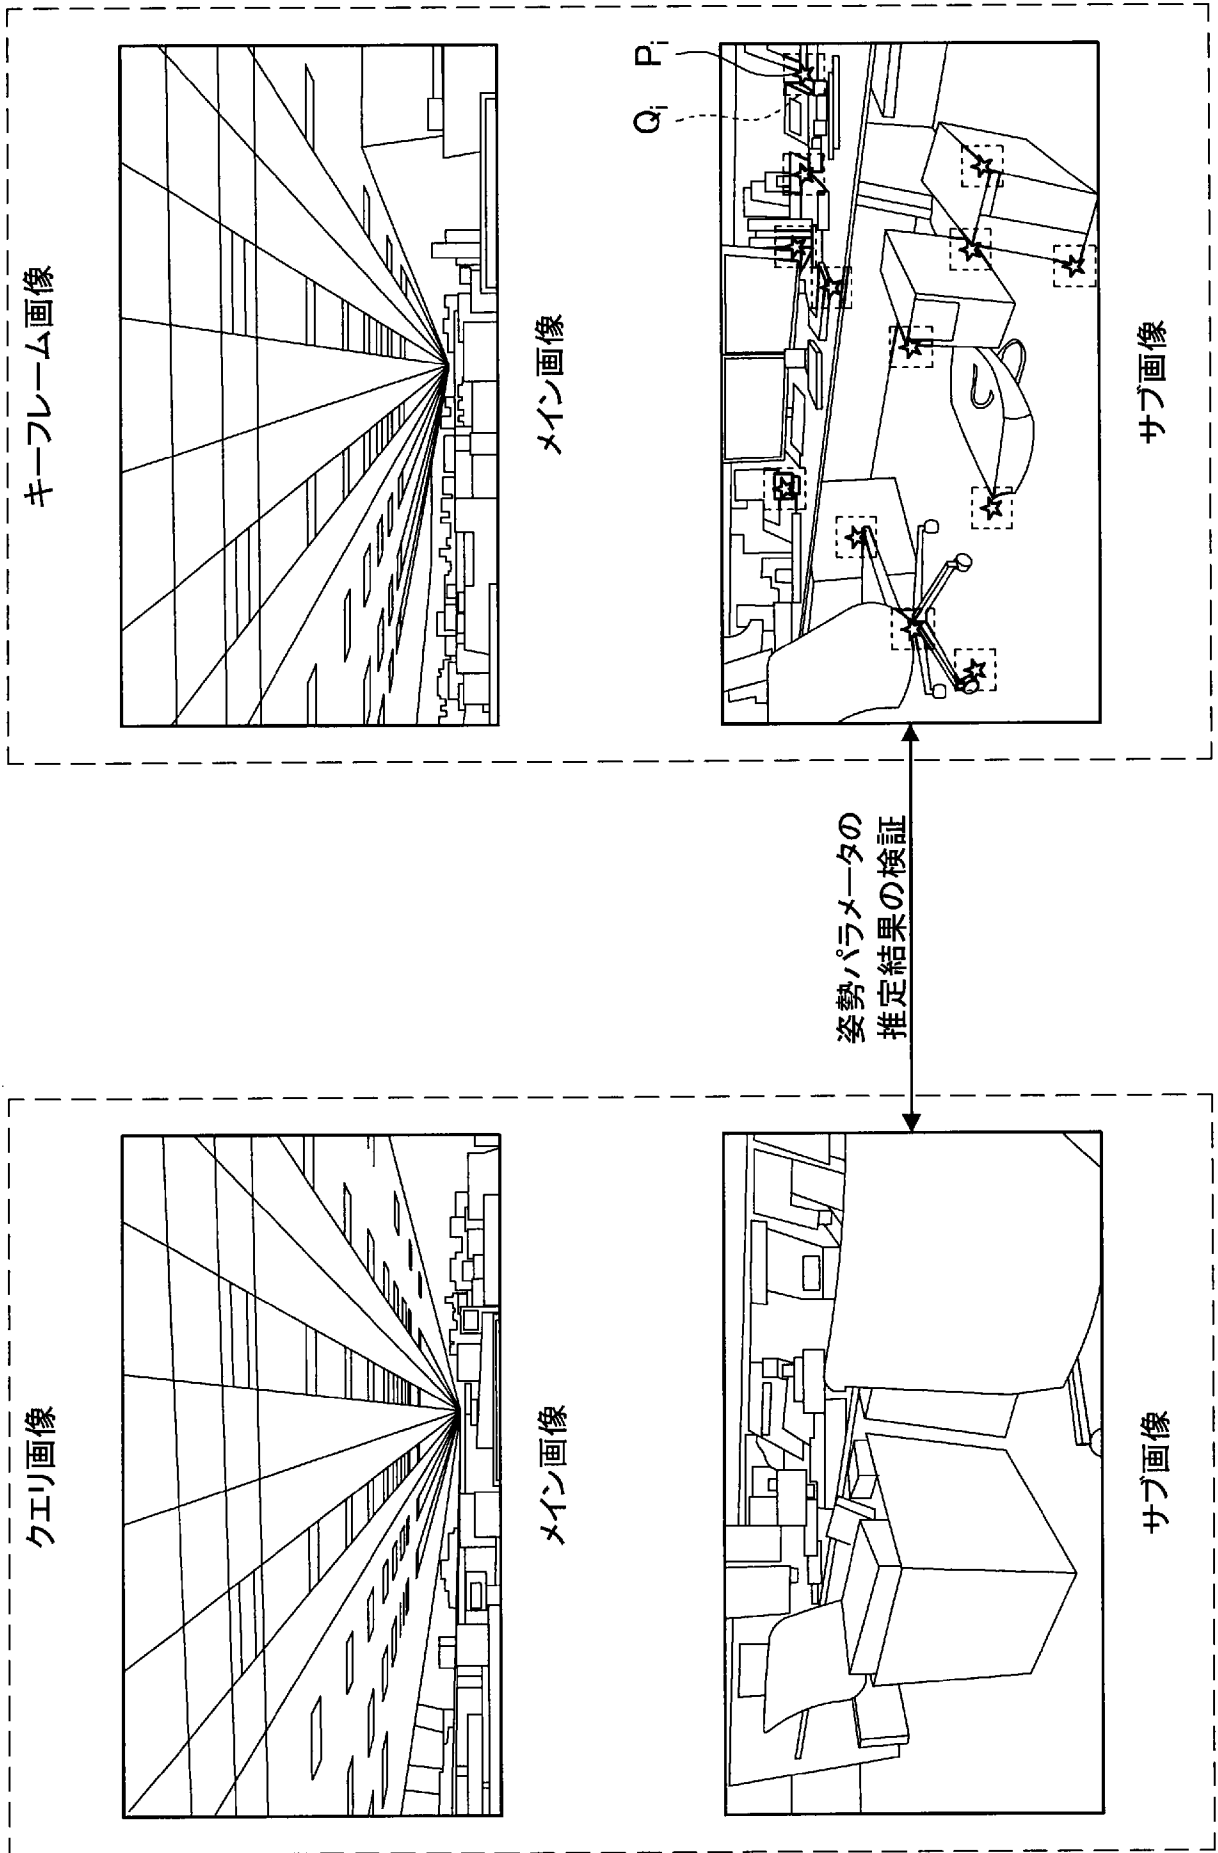 クエリ画像
キーフレーム画像
メイン画像
メイン画像
Qi
Pi
姿勢パラメータの
推定結果の検証
サブ画像
サブ画像